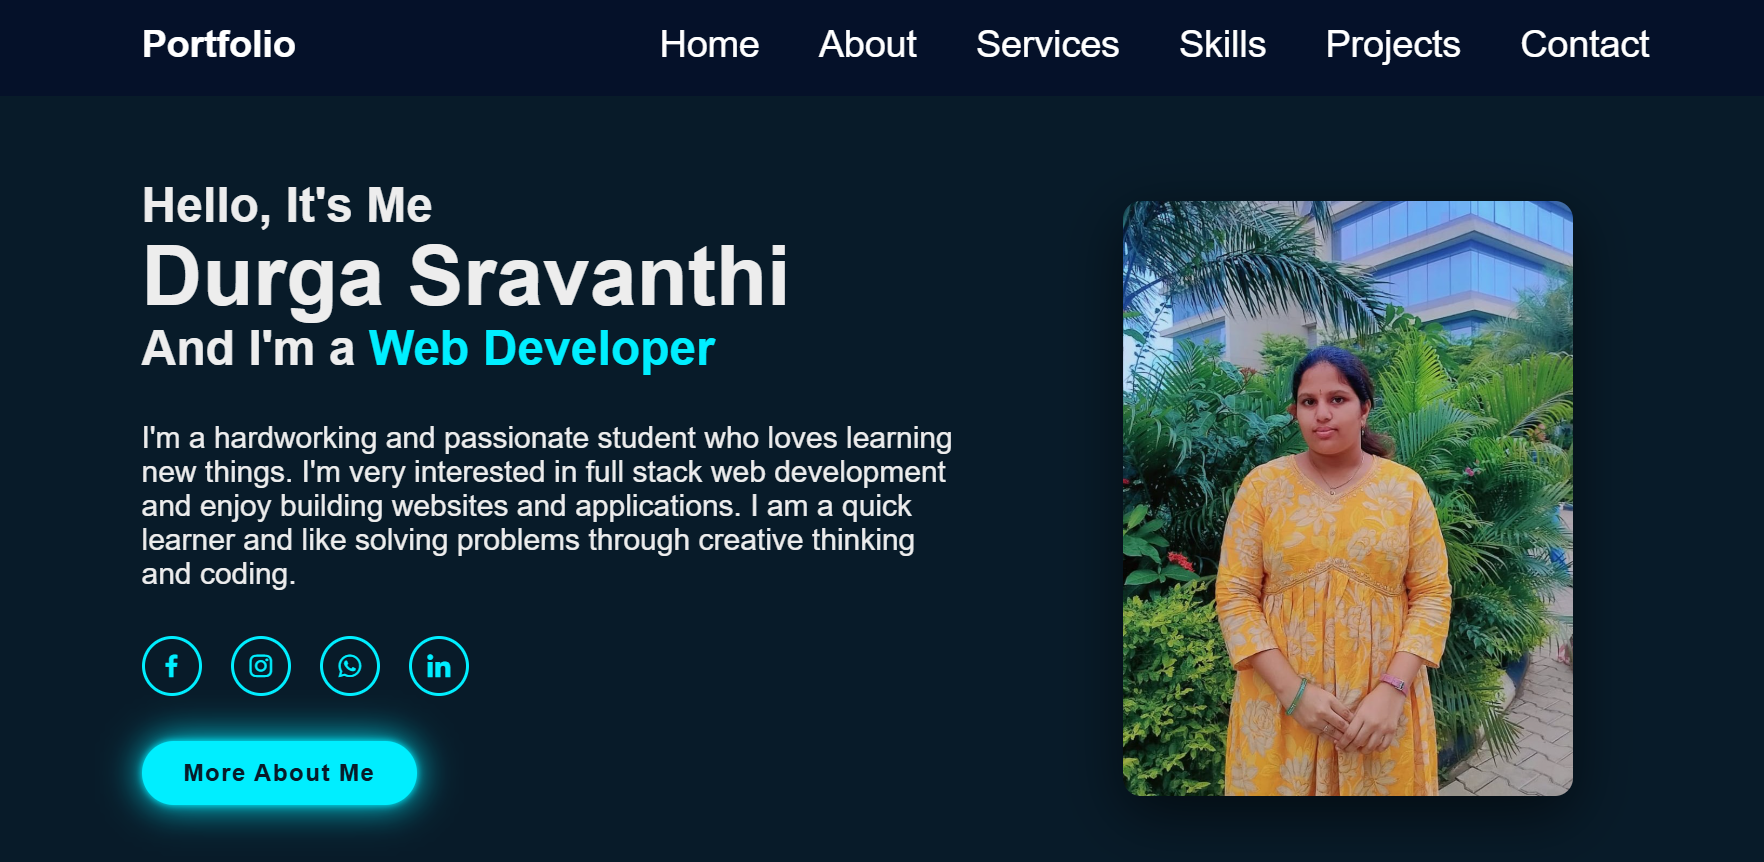 Portfolio
Home About Services Skills Projects Contact
Hello, It's Me
Durga Sravanthi
And I'm a Web Developer
I'm a hardworking and passionate student who loves learning
new things. I'm very interested in full stack web development
and enjoy building websites and applications. I am a quick
learner and like solving problems through creative thinking
and coding.
More About Me